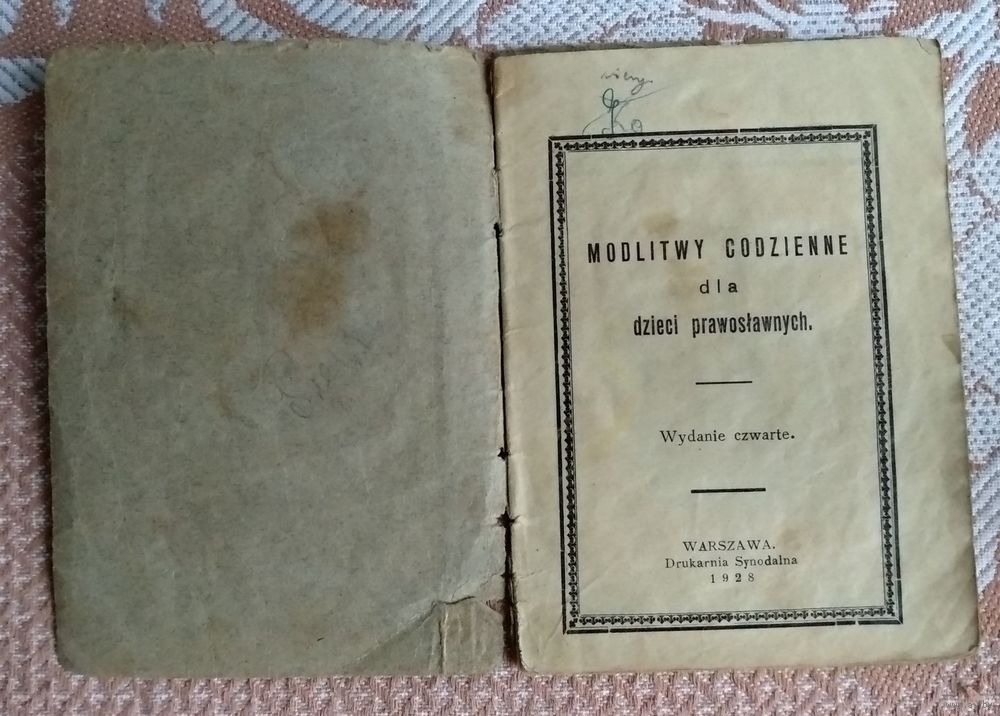 MODLITWY CODZIENNE
dla
dzieci prawosławnych.
Wydanie czwarte.
WARSZAWA.
Drukarnia Synodalna
1928